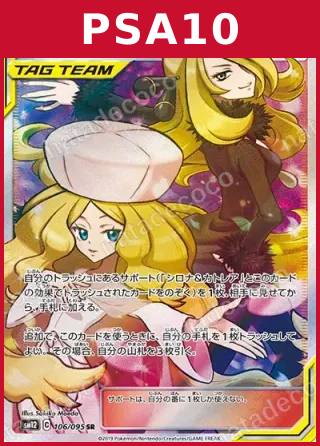 PSA10
TAG TEAM
自分のトラッシュにあるサポート(「シロナ&カトレア」とこのカード
の効果でトラッシュされたカードをのぞく)を1枚、相手に見せてか
ら、手札に加える。
追加で、このカードを使うときに、自分の手札を1枚トラッシュして
よい。その場合、自分の山札を3枚引く。
サポートは、自分の番に1枚しか使えない。
Illus. Sanosuke Sakuma
sm12 C 106/095 SR
©2019 Pokémon/Nintendo/Creatures/GAME FREAK.